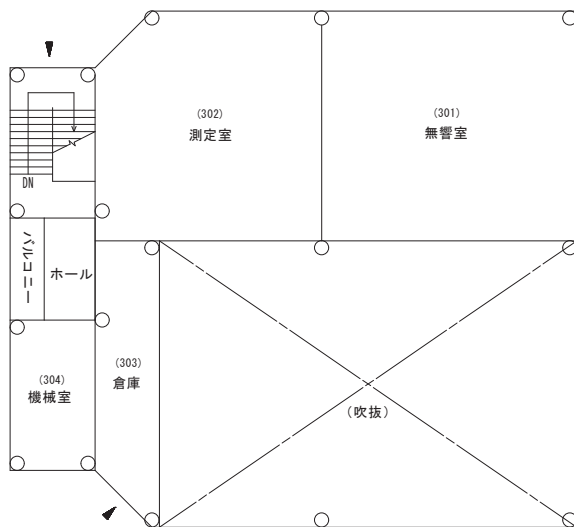 (302)
測定室
(301)
無響室
DN
バルコニー
ホール
(303)
倉庫
(304)
機械室
(吹抜)